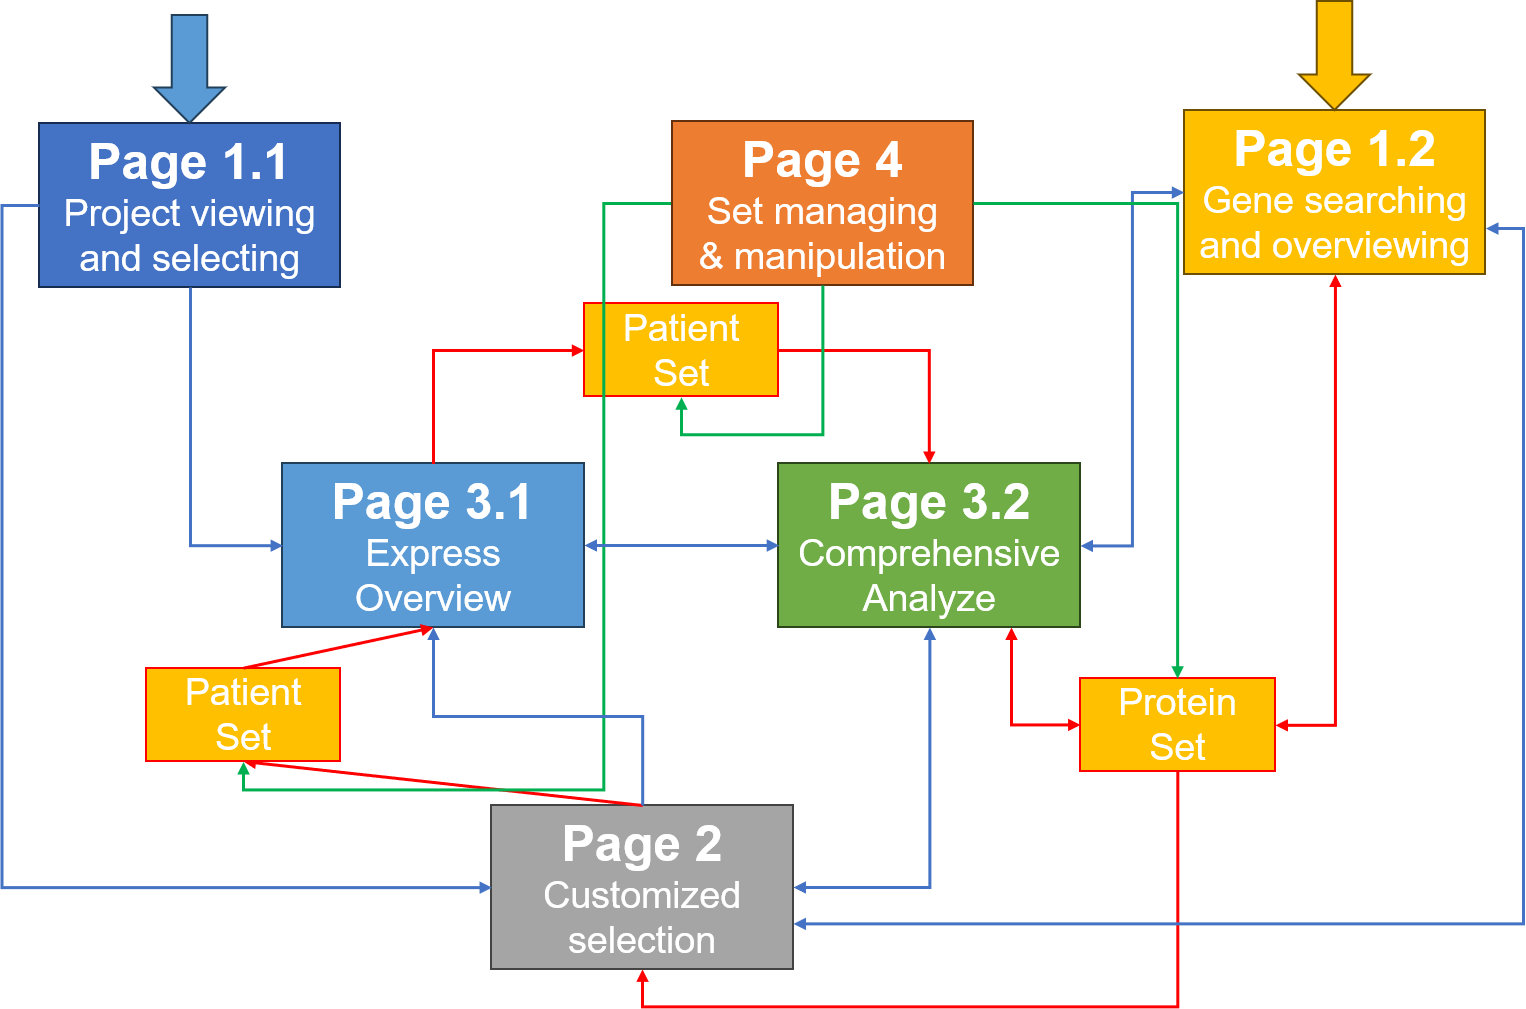 Page 1.1
Project viewing
and selecting
Page 4
Set managing
& manipulation
Page 1.2
Gene searching
and overviewing
Patient
Set
Page 3.1
Express
Overview
Page 3.2
Comprehensive
Analyze
Patient
Set
Protein
Set
Page 2
Customized
selection